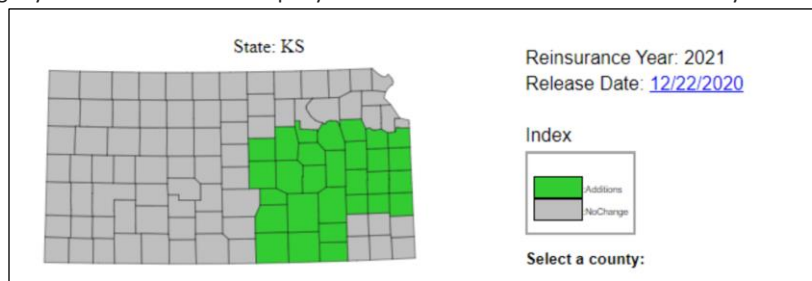 State: KS
Reinsurance Year: 2021
Release Date: 12/22/2020
Index
Additions
NoChange
Select a county: